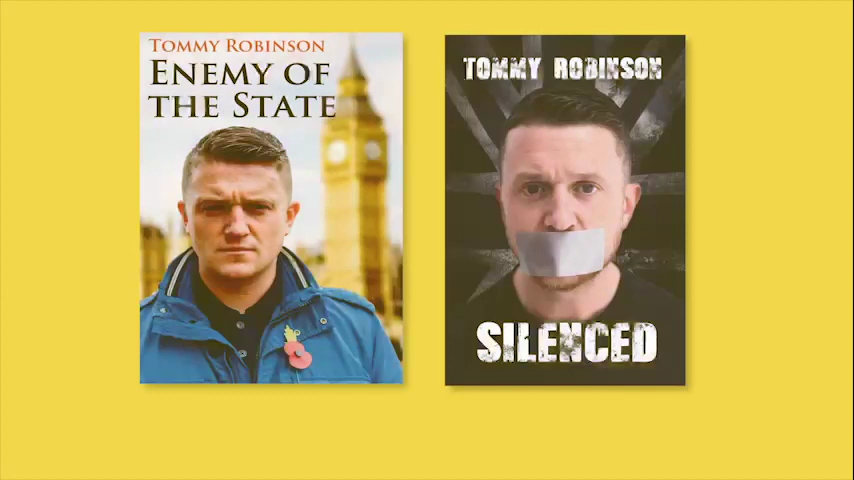 TOMMY ROBINSON
ENEMY OF
THE STATE
TOMMY ROBINSON
SILENCED